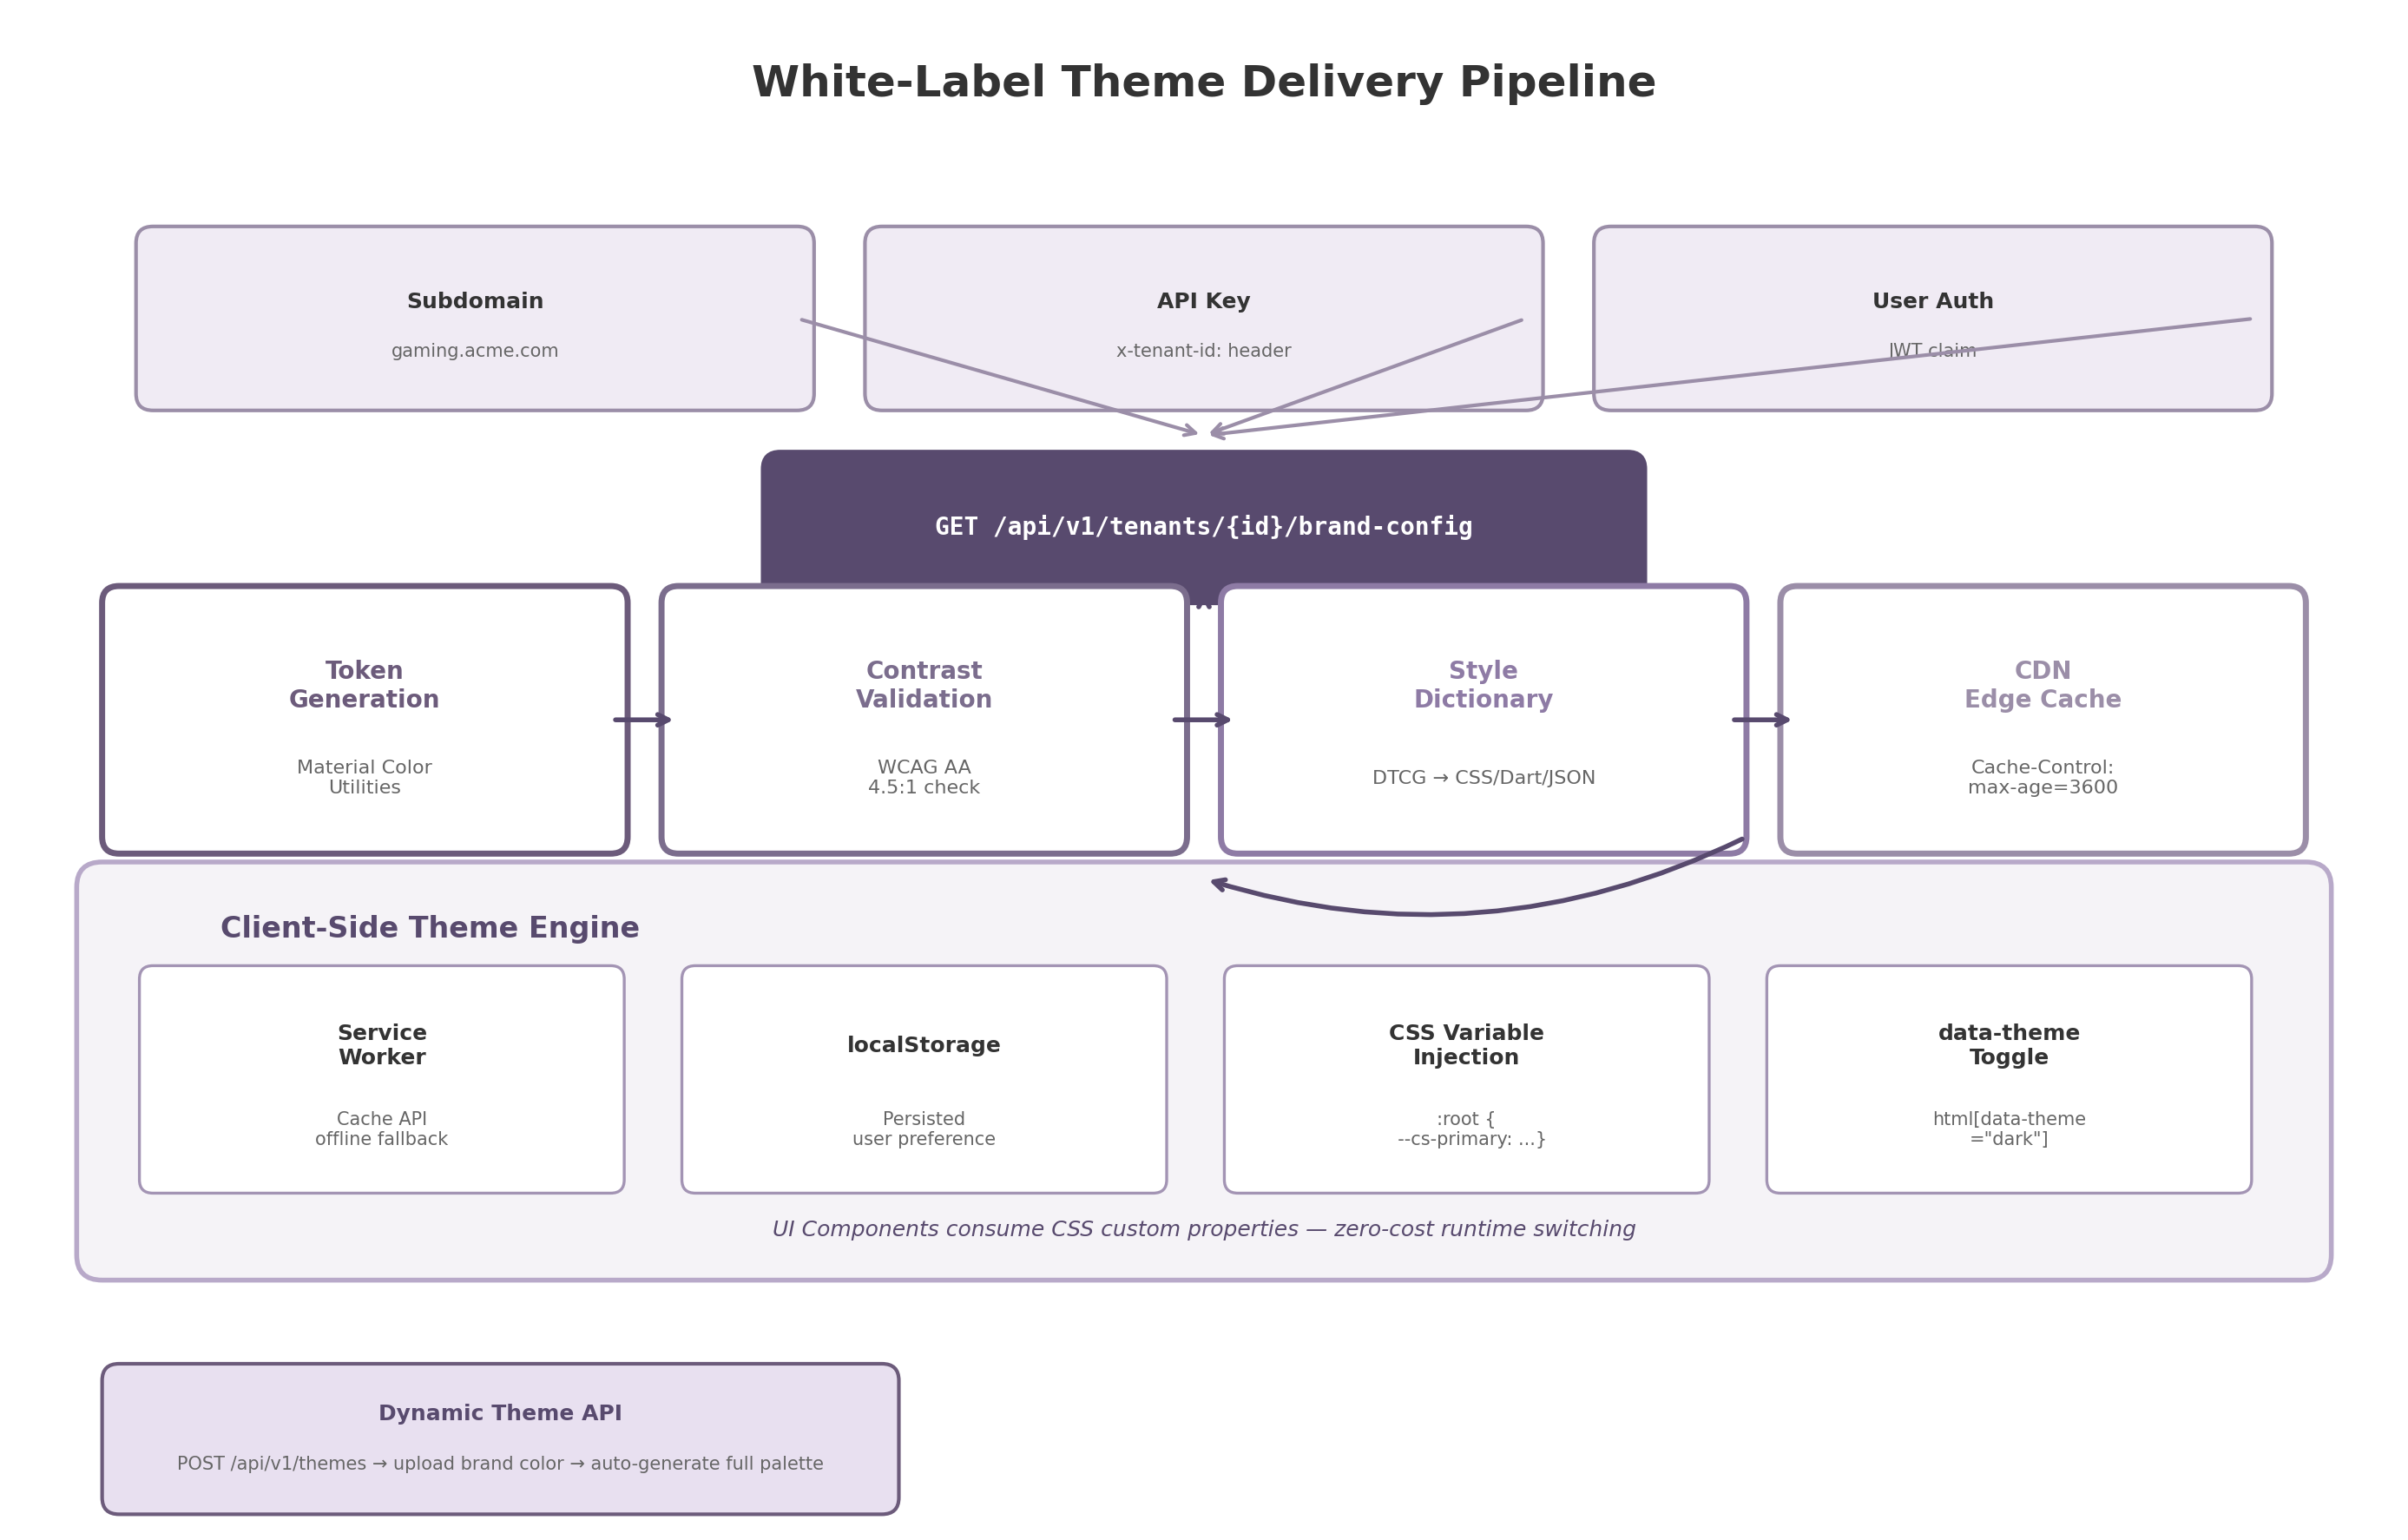 White-Label Theme Delivery Pipeline
Subdomain
gaming.acme.com
API Key
x-tenant-id: header
User Auth
JWT claim
GET /api/v1/tenants/{id}/brand-config
Token
Generation
Material Color
Utilities
Contrast
Validation
WCAG AA
4.5:1 check
Style
Dictionary
DTCG → CSS/Dart/JSON
CDN
Edge Cache
Cache-Control:
max-age=3600
Client-Side Theme Engine
Service
Worker
Cache API
offline fallback
localStorage
Persisted
user preference
CSS Variable
Injection
:root {
--cs-primary: ...}
data-theme
Toggle
html[data-theme
="dark"]
UI Components consume CSS custom properties — zero-cost runtime switching
Dynamic Theme API
POST /api/v1/themes → upload brand color → auto-generate full palette